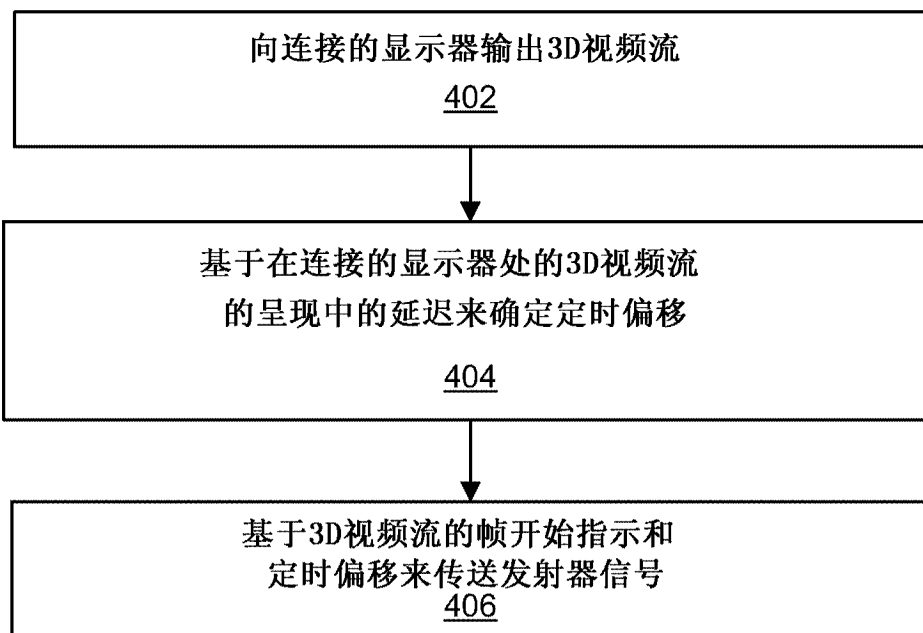 向连接的显示器输出3D视频流
402
基于在连接的显示器处的3D视频流
的呈现中的延迟来确定定时偏移
404
基于3D视频流的帧开始指示和
定时偏移来传送发射器信号
406